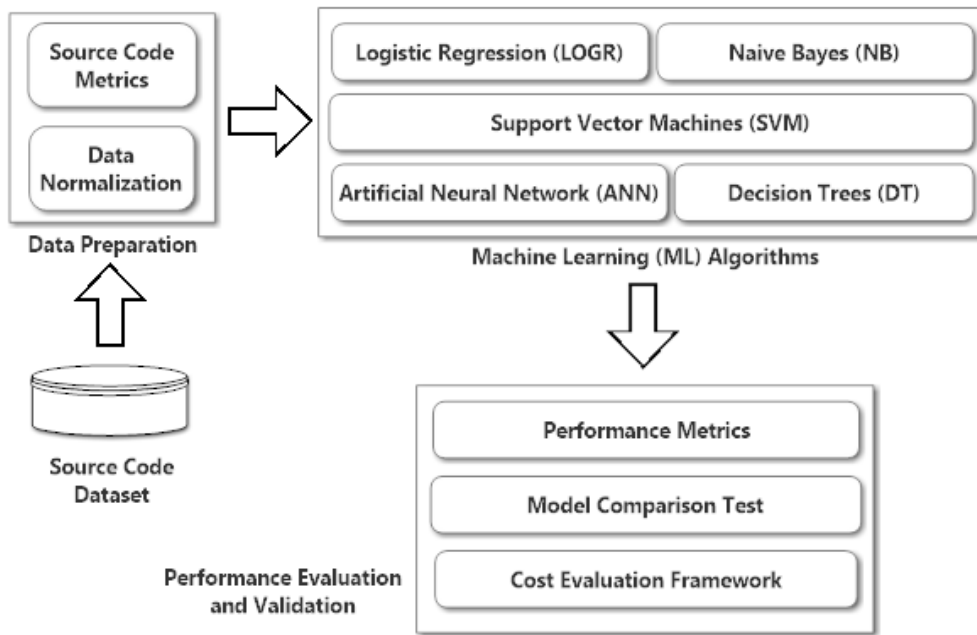 Source Code
Metrics
Data
Normalization
Data Preparation
Source Code
Dataset
Logistic Regression (LOGR)
Naive Bayes (NB)
Support Vector Machines (SVM)
Artificial Neural Network (ANN)
Decision Trees (DT)
Machine Learning (ML) Algorithms
Performance Metrics
Model Comparison Test
Cost Evaluation Framework
Performance Evaluation
and Validation